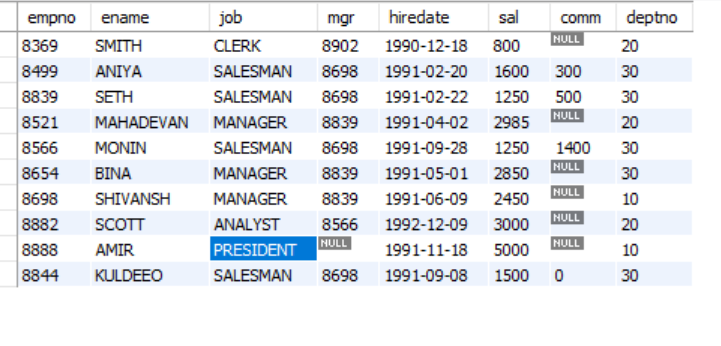 empno ename job mgr hiredate sal comm deptno
8369 SMITH CLERK 8902 1990-12-18 800 NULL 20
8499 ANIYA SALESMAN 8698 1991-02-20 1600 300 30
8839 SETH SALESMAN 8698 1991-02-22 1250 500 30
8521 MAHADEVAN MANAGER 8839 1991-04-02 2985 NULL 20
8566 MONIN SALESMAN 8698 1991-09-28 1250 1400 30
8654 BINA MANAGER 8839 1991-05-01 2850 NULL 30
8698 SHIVANSH MANAGER 8839 1991-06-09 2450 NULL 10
8882 SCOTT ANALYST 8566 1992-12-09 3000 NULL 20
8888 AMIR PRESIDENT NULL 1991-11-18 5000 NULL 10
8844 KULDEEO SALESMAN 8698 1991-09-08 1500 0 30